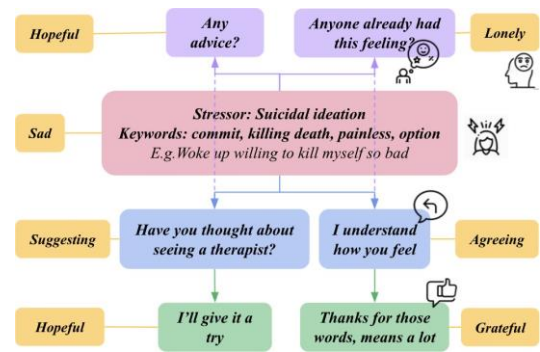 Hopeful
Any
advice?
Anyone already had
this feeling?
Lonely
Sad
Stressor: Suicidal ideation
Keywords: commit, killing death, painless, option
E.g.Woke up willing to kill myself so bad
Suggesting
Have you thought about
seeing a therapist?
I understand
how you feel
Agreeing
Hopeful
I'll give it a
try
Thanks for those
words, means a lot
Grateful